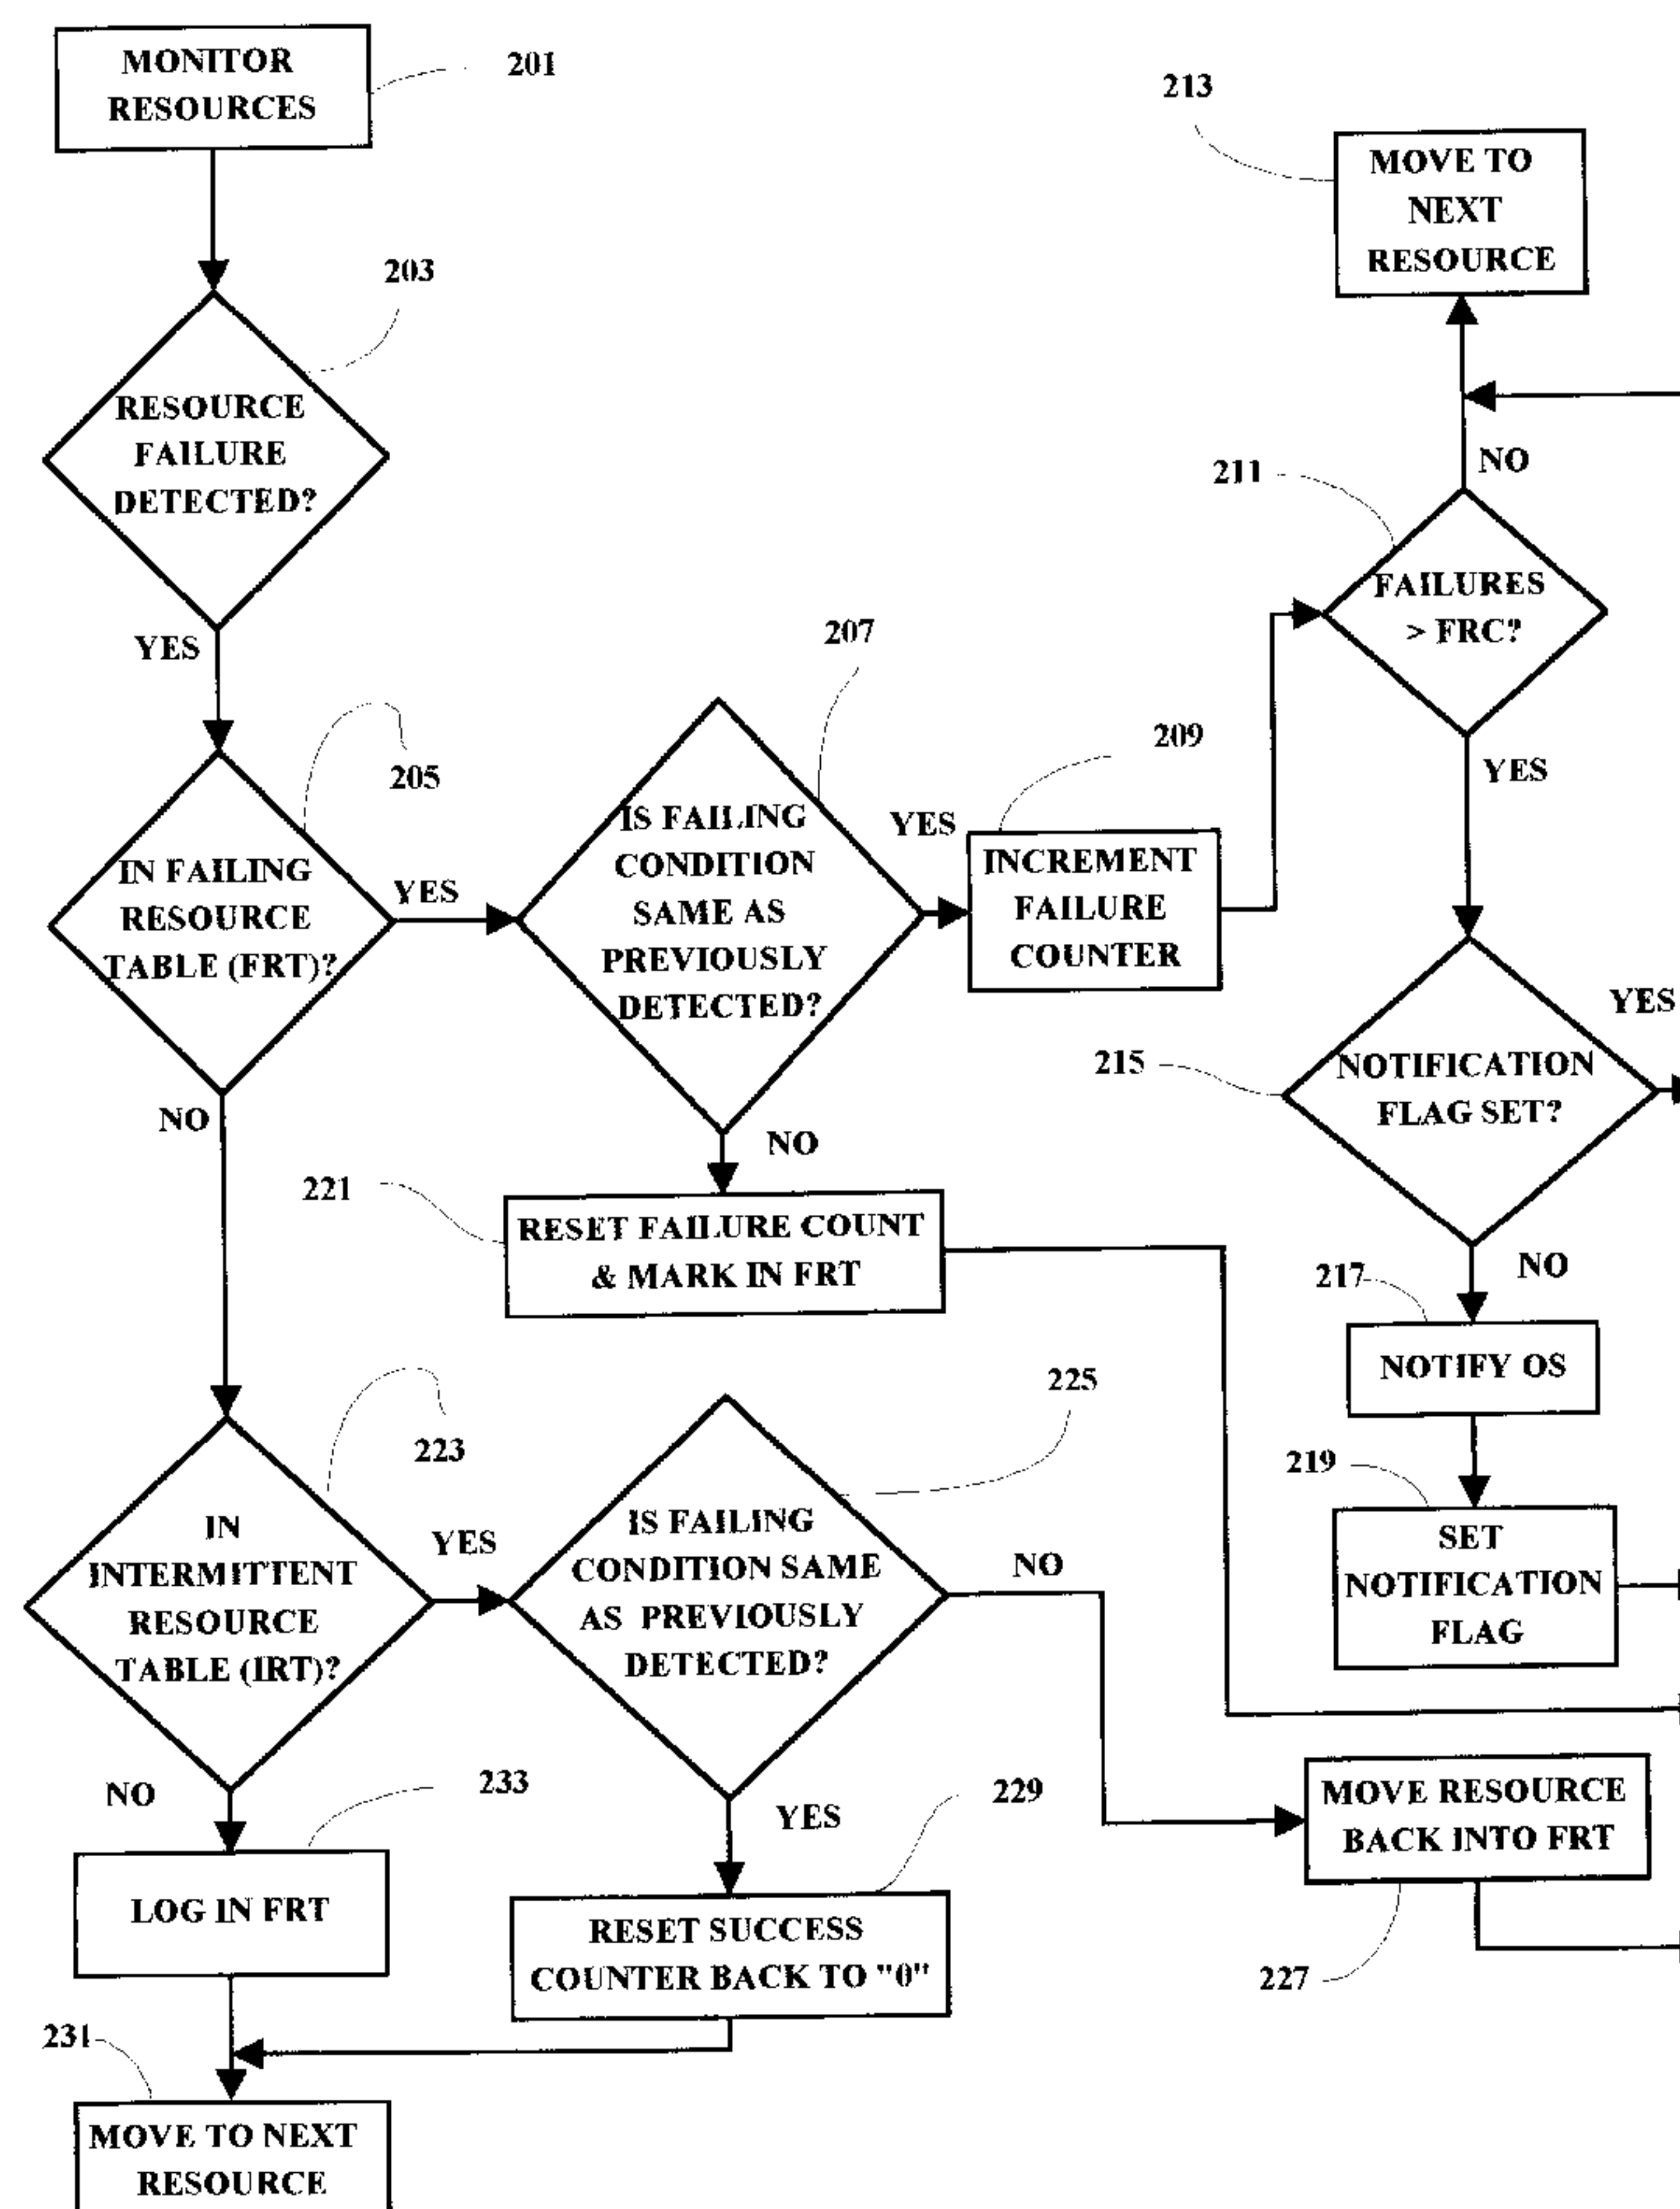 MONITOR
RESOURCES
201
213
MOVE TO
NEXT
RESOURCE
203
RESOURCE
FAILURE
DETECTED?
YES
NO
211
FAILURES
> FRC?
YES
207
209
205
IN FAILING
RESOURCE
TABLE (FRT)?
YES
IS FAILING
CONDITION
SAME AS
PREVIOUSLY
DETECTED?
YES
INCREMENT
FAILURE
COUNTER
YES
215
NOTIFICATION
FLAG SET?
NO
NO
221
RESET FAILURE COUNT
& MARK IN FRT
NO
217
NOTIFY OS
223
225
219
SET
NOTIFICATION
FLAG
IN
INTERMITTENT
RESOURCE
TABLE (IRT)?
YES
IS FAILING
CONDITION SAME
AS PREVIOUSLY
DETECTED?
NO
NO
233
YES
229
MOVE RESOURCE
BACK INTO FRT
227
LOG IN FRT
RESET SUCCESS
COUNTER BACK TO "0"
231
MOVE TO NEXT
RESOURCE